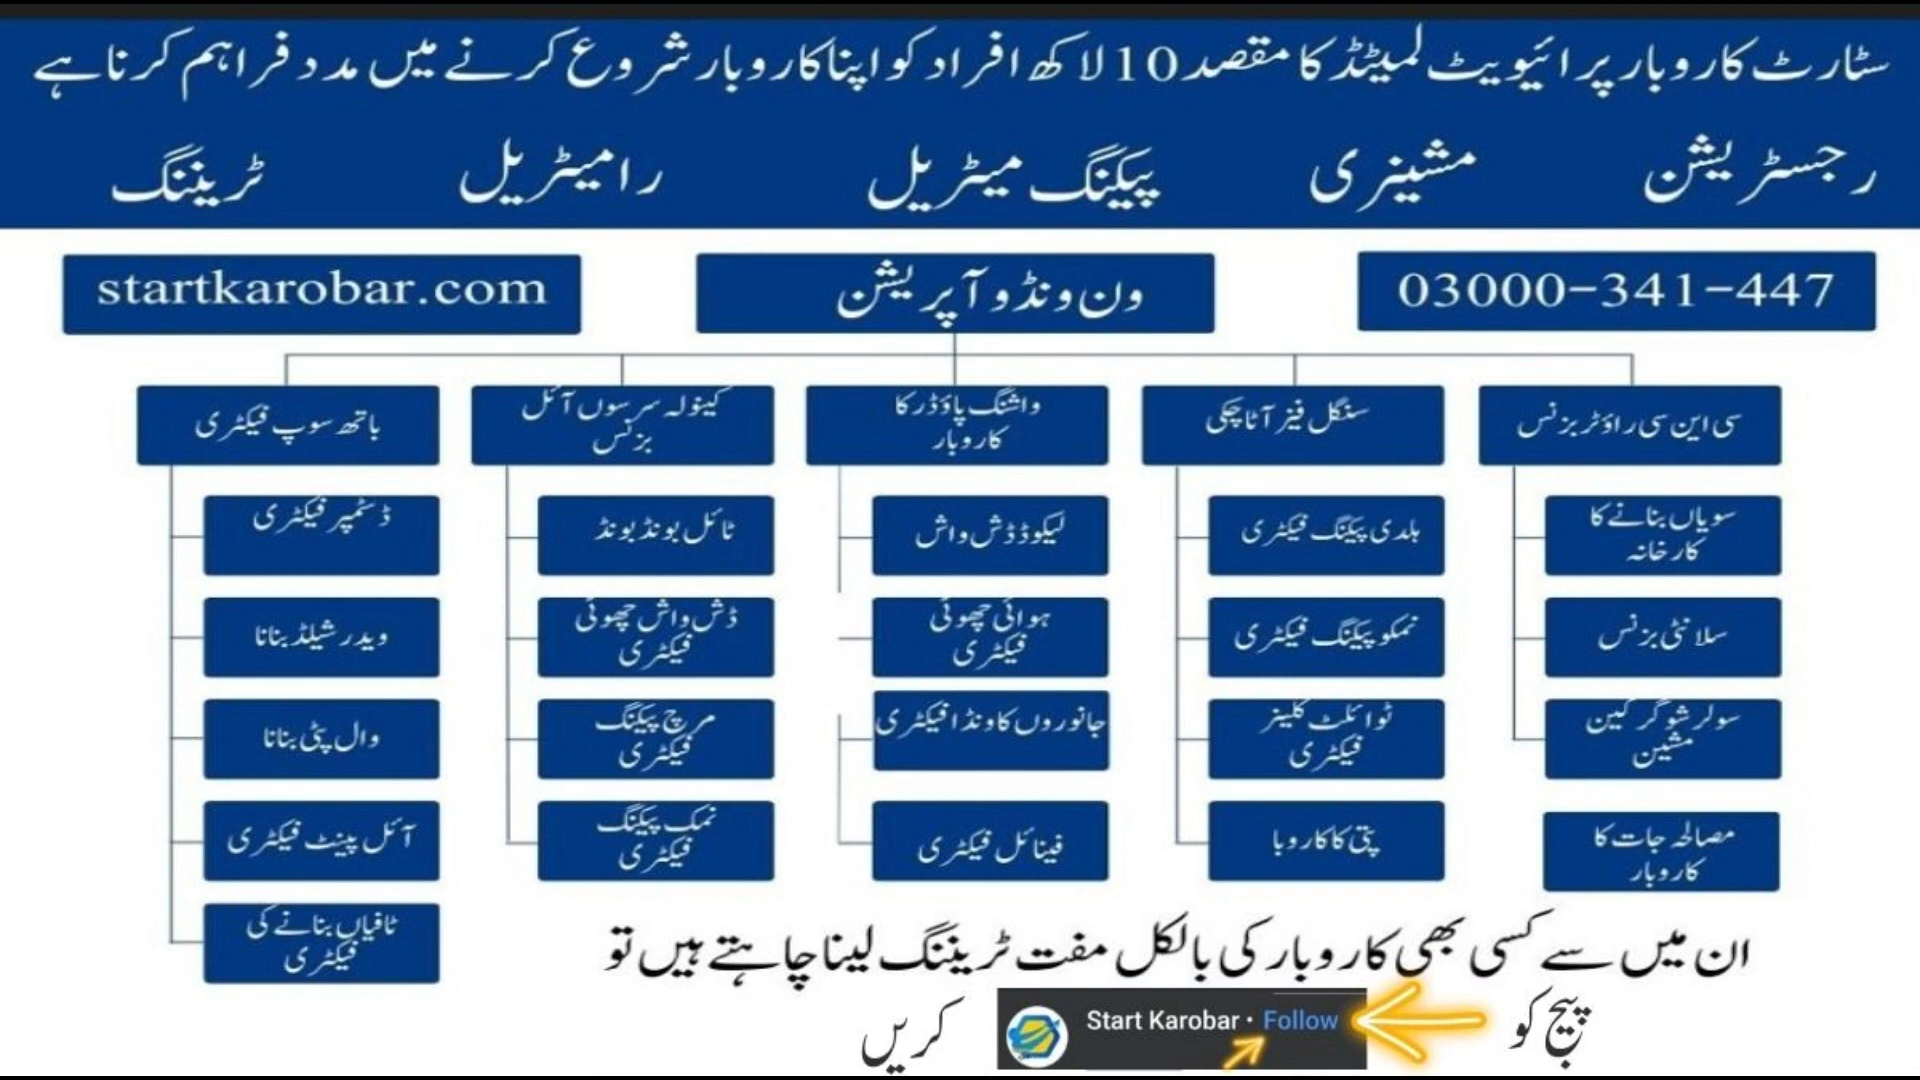 سٹارٹ کاروبار پرائیویٹ لمیٹڈ کا مقصد 10 لاکھ افراد کو اپنا کاروبار شروع کرنے میں مدد فراہم کرنا ہے
رجسٹریشن مشینری پیکنگ میٹریل رامیٹریل ٹریننگ
03000-341-447
ون ونڈو آپریشن
startkarobar.com
سی این سی راؤٹر بزنس
سویاں بنانے کا
کارخانہ
سلانٹی بزنس
سولر شوگر کین
مشین
مصالحہ جات کا
کاروبار
سنگل فیز آٹا چکی
ہلدی پیکنگ فیکٹری
نمکو پیکنگ فیکٹری
ٹوائلٹ کلینر
فیکٹری
پتی کا کاروبا
واشنگ پاؤڈر کا
کاروبار
لیکوڈ ڈش واش
ہوائی چھوئی
فیکٹری
جانوروں کا ونڈا فیکٹری
فینائل فیکٹری
کینولہ سرسوں آئل
بزنس
ٹائل بونڈ بونڈ
ڈش واش چھوئی
فیکٹری
مرچ پیکنگ
فیکٹری
نمک پیکنگ
فیکٹری
باتھ سوپ فیکٹری
ڈسٹمپر فیکٹری
ویدر شیلڈ بنانا
وال پٹی بنانا
آئل پینٹ فیکٹری
ٹافیاں بنانے کی
فیکٹری
ان میں سے کسی بھی کاروبار کی بالکل مفت ٹریننگ لینا چاہتے ہیں تو
پیج کو Start Karobar · Follow کریں